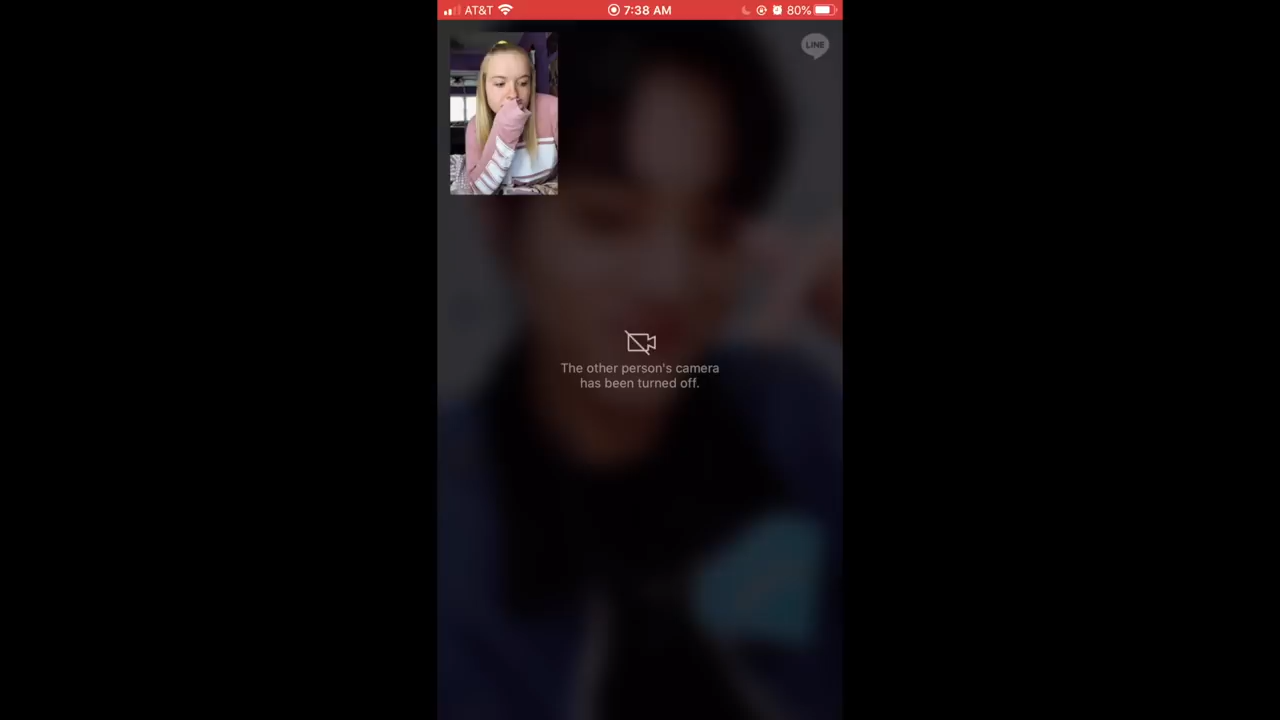 AT&T 7:38 AM 80%
LINE
The other person's camera
has been turned off.